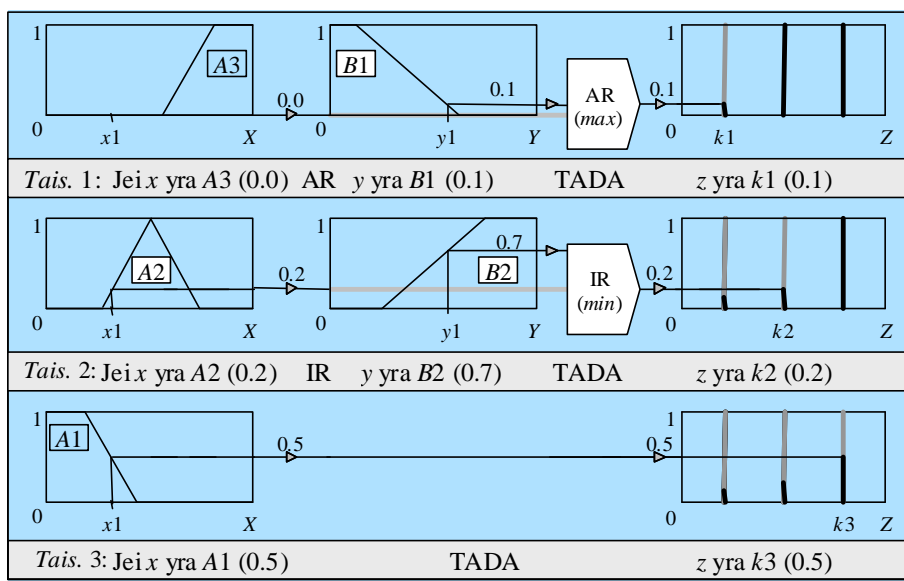 1 A3 1 B1 1
0.0 0.1 AR (max) 0.1
0 x1 X 0 y1 Y 0 k1 Z
Tais. 1: Jei x yra A3 (0.0) AR y yra B1 (0.1) TADA z yra k1 (0.1)
1 A2 1 0.7 B2 1
0.2 IR (min) 0.2
0 x1 X 0 y1 Y 0 k2 Z
Tais. 2: Jei x yra A2 (0.2) IR y yra B2 (0.7) TADA z yra k2 (0.2)
1 A1 1
0.5 0.5
0 x1 X 0 k3 Z
Tais. 3: Jei x yra A1 (0.5) TADA z yra k3 (0.5)